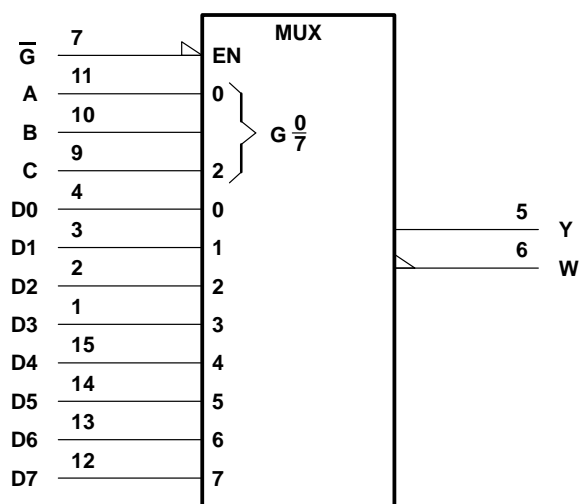 MUX
G̅ 7 EN
A 11 0
B 10
G 0/7
C 9 2
D0 4 0
D1 3 1
D2 2 2
D3 1 3
D4 15 4
D5 14 5
D6 13 6
D7 12 7
5 Y
6 W